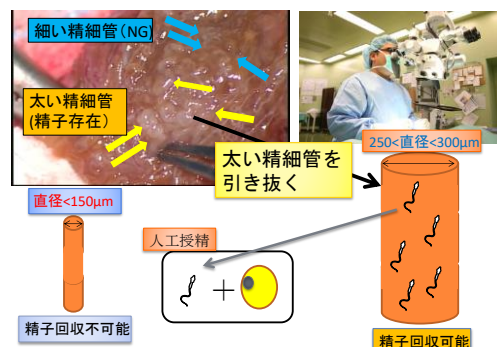 細い精細管(NG)
太い精細管
(精子存在)
太い精細管を
引き抜く
250<直径<300μm
直径<150μm
人工授精
+
精子回収不可能
精子回収可能